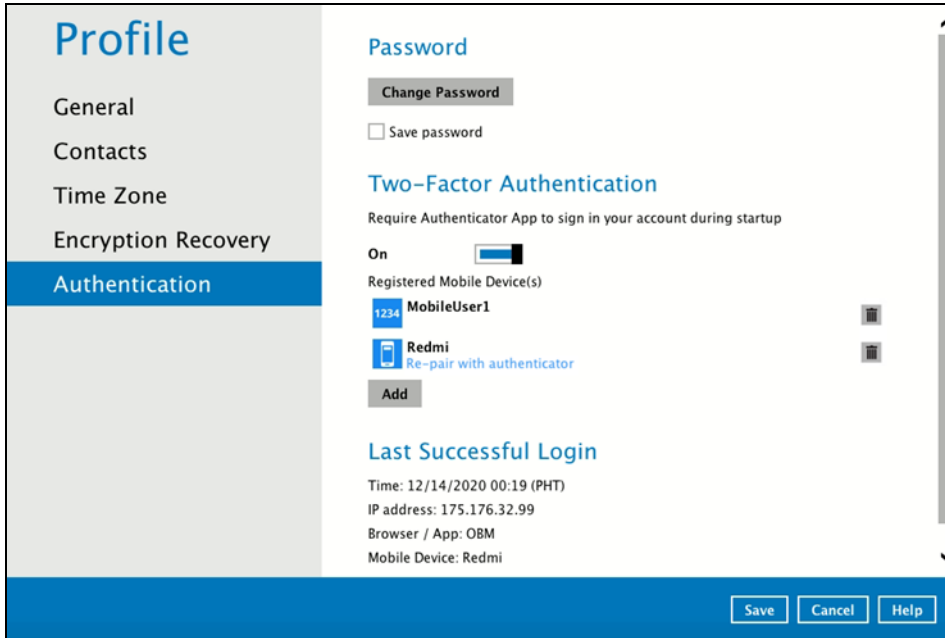 Profile
General
Contacts
Time Zone
Encryption Recovery
Authentication
Password
Change Password
Save password
Two-Factor Authentication
Require Authenticator App to sign in your account during startup
On
Registered Mobile Device(s)
1234 MobileUser1
Redmi
Re-pair with authenticator
Add
Last Successful Login
Time: 12/14/2020 00:19 (PHT)
IP address: 175.176.32.99
Browser / App: OBM
Mobile Device: Redmi
Save Cancel Help